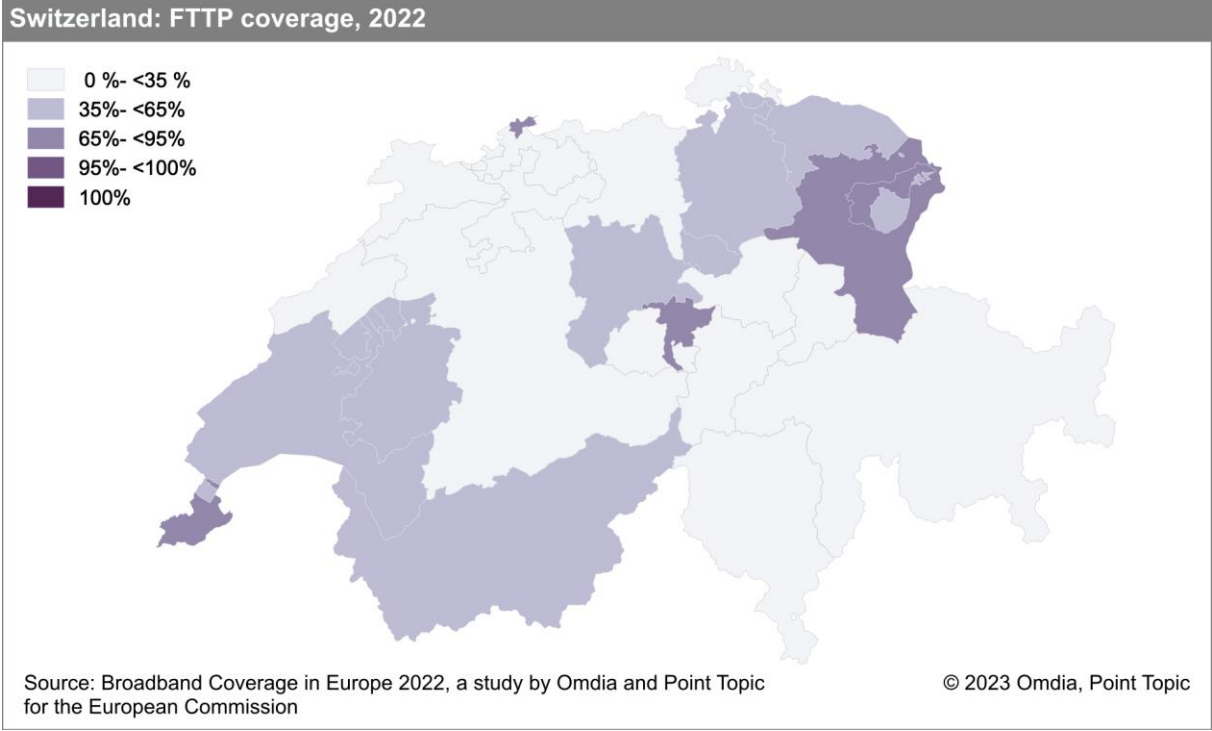 Switzerland: FTTP coverage, 2022
0 %- <35 %
35%- <65%
65%- <95%
95%- <100%
100%
Source: Broadband Coverage in Europe 2022, a study by Omdia and Point Topic
for the European Commission
© 2023 Omdia, Point Topic